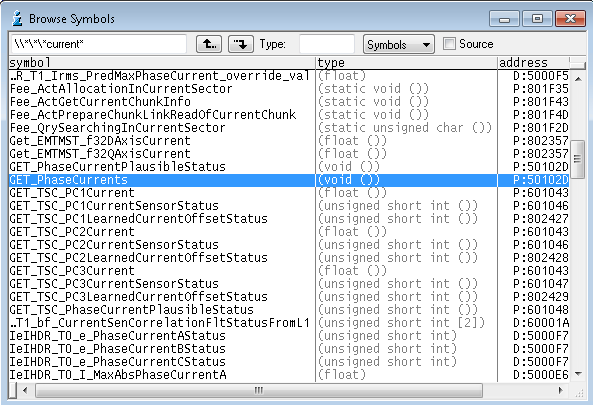 Browse Symbols
\\*\*\*current* Type: Symbols Source
symbol type address
..R_T1_Irms_PredMaxPhaseCurrent_override_val (float) D:5000F5
Fee_ActAllocationInCurrentSector (static void ()) P:801F35
Fee_ActGetCurrentChunkInfo (static void ()) P:801F43
Fee_ActPrepareChunkLinkReadOfCurrentChunk (static void ()) P:801F4D
Fee_QrySearchingInCurrentSector (static unsigned char ()) P:801F2D
Get_EMTMST_f32DAxisCurrent (float ()) P:802357
Get_EMTMST_f32QAxisCurrent (float ()) P:802357
GET_PhaseCurrentPlausibleStatus (void ()) P:50102D
GET_PhaseCurrents (void ()) P:50102D
GET_TSC_PC1Current (float ()) P:601043
GET_TSC_PC1CurrentSensorStatus (unsigned short int ()) P:601046
GET_TSC_PC1LearnedCurrentOffsetStatus (unsigned short int ()) P:802427
GET_TSC_PC2Current (float ()) P:601043
GET_TSC_PC2CurrentSensorStatus (unsigned short int ()) P:601046
GET_TSC_PC2LearnedCurrentOffsetStatus (unsigned short int ()) P:802428
GET_TSC_PC3Current (float ()) P:601043
GET_TSC_PC3CurrentSensorStatus (unsigned short int ()) P:601047
GET_TSC_PC3LearnedCurrentOffsetStatus (unsigned short int ()) P:802429
GET_TSC_PhaseCurrentPlausibleStatus (unsigned short int ()) P:601048
..T1_bf_CurrentSenCorrelationFltStatusFromL1 (unsigned short int [2]) D:60001A
IeIHDR_TO_e_PhaseCurrentAStatus (unsigned short int) D:5000F7
IeIHDR_TO_e_PhaseCurrentBStatus (unsigned short int) D:5000F7
IeIHDR_TO_e_PhaseCurrentCStatus (unsigned short int) D:5000F7
IeIHDR_TO_I_MaxAbsPhaseCurrentA (float) D:5000E6